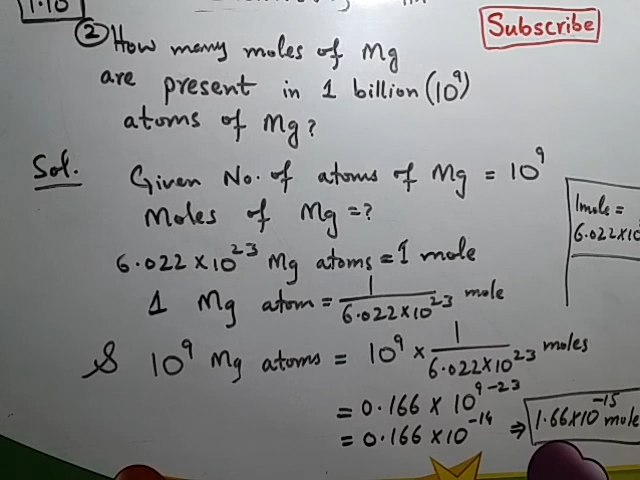 1.10
Subscribe
② How many moles of Mg
are present in 1 billion (10⁹)
atoms of Mg?
Sol. Given No. of atoms of Mg = 10⁹
Moles of Mg = ?
1mole =
6.022×10
6.022 × 10²³ Mg atoms = 1 mole
1 Mg atom = 1/6.022×10²³ mole
10⁹ Mg atoms = 10⁹ × 1/6.022×10²³ moles
= 0.166 × 10⁹⁻²³
= 0.166 × 10⁻¹⁴ ⇒ 1.66×10⁻¹⁵ mole